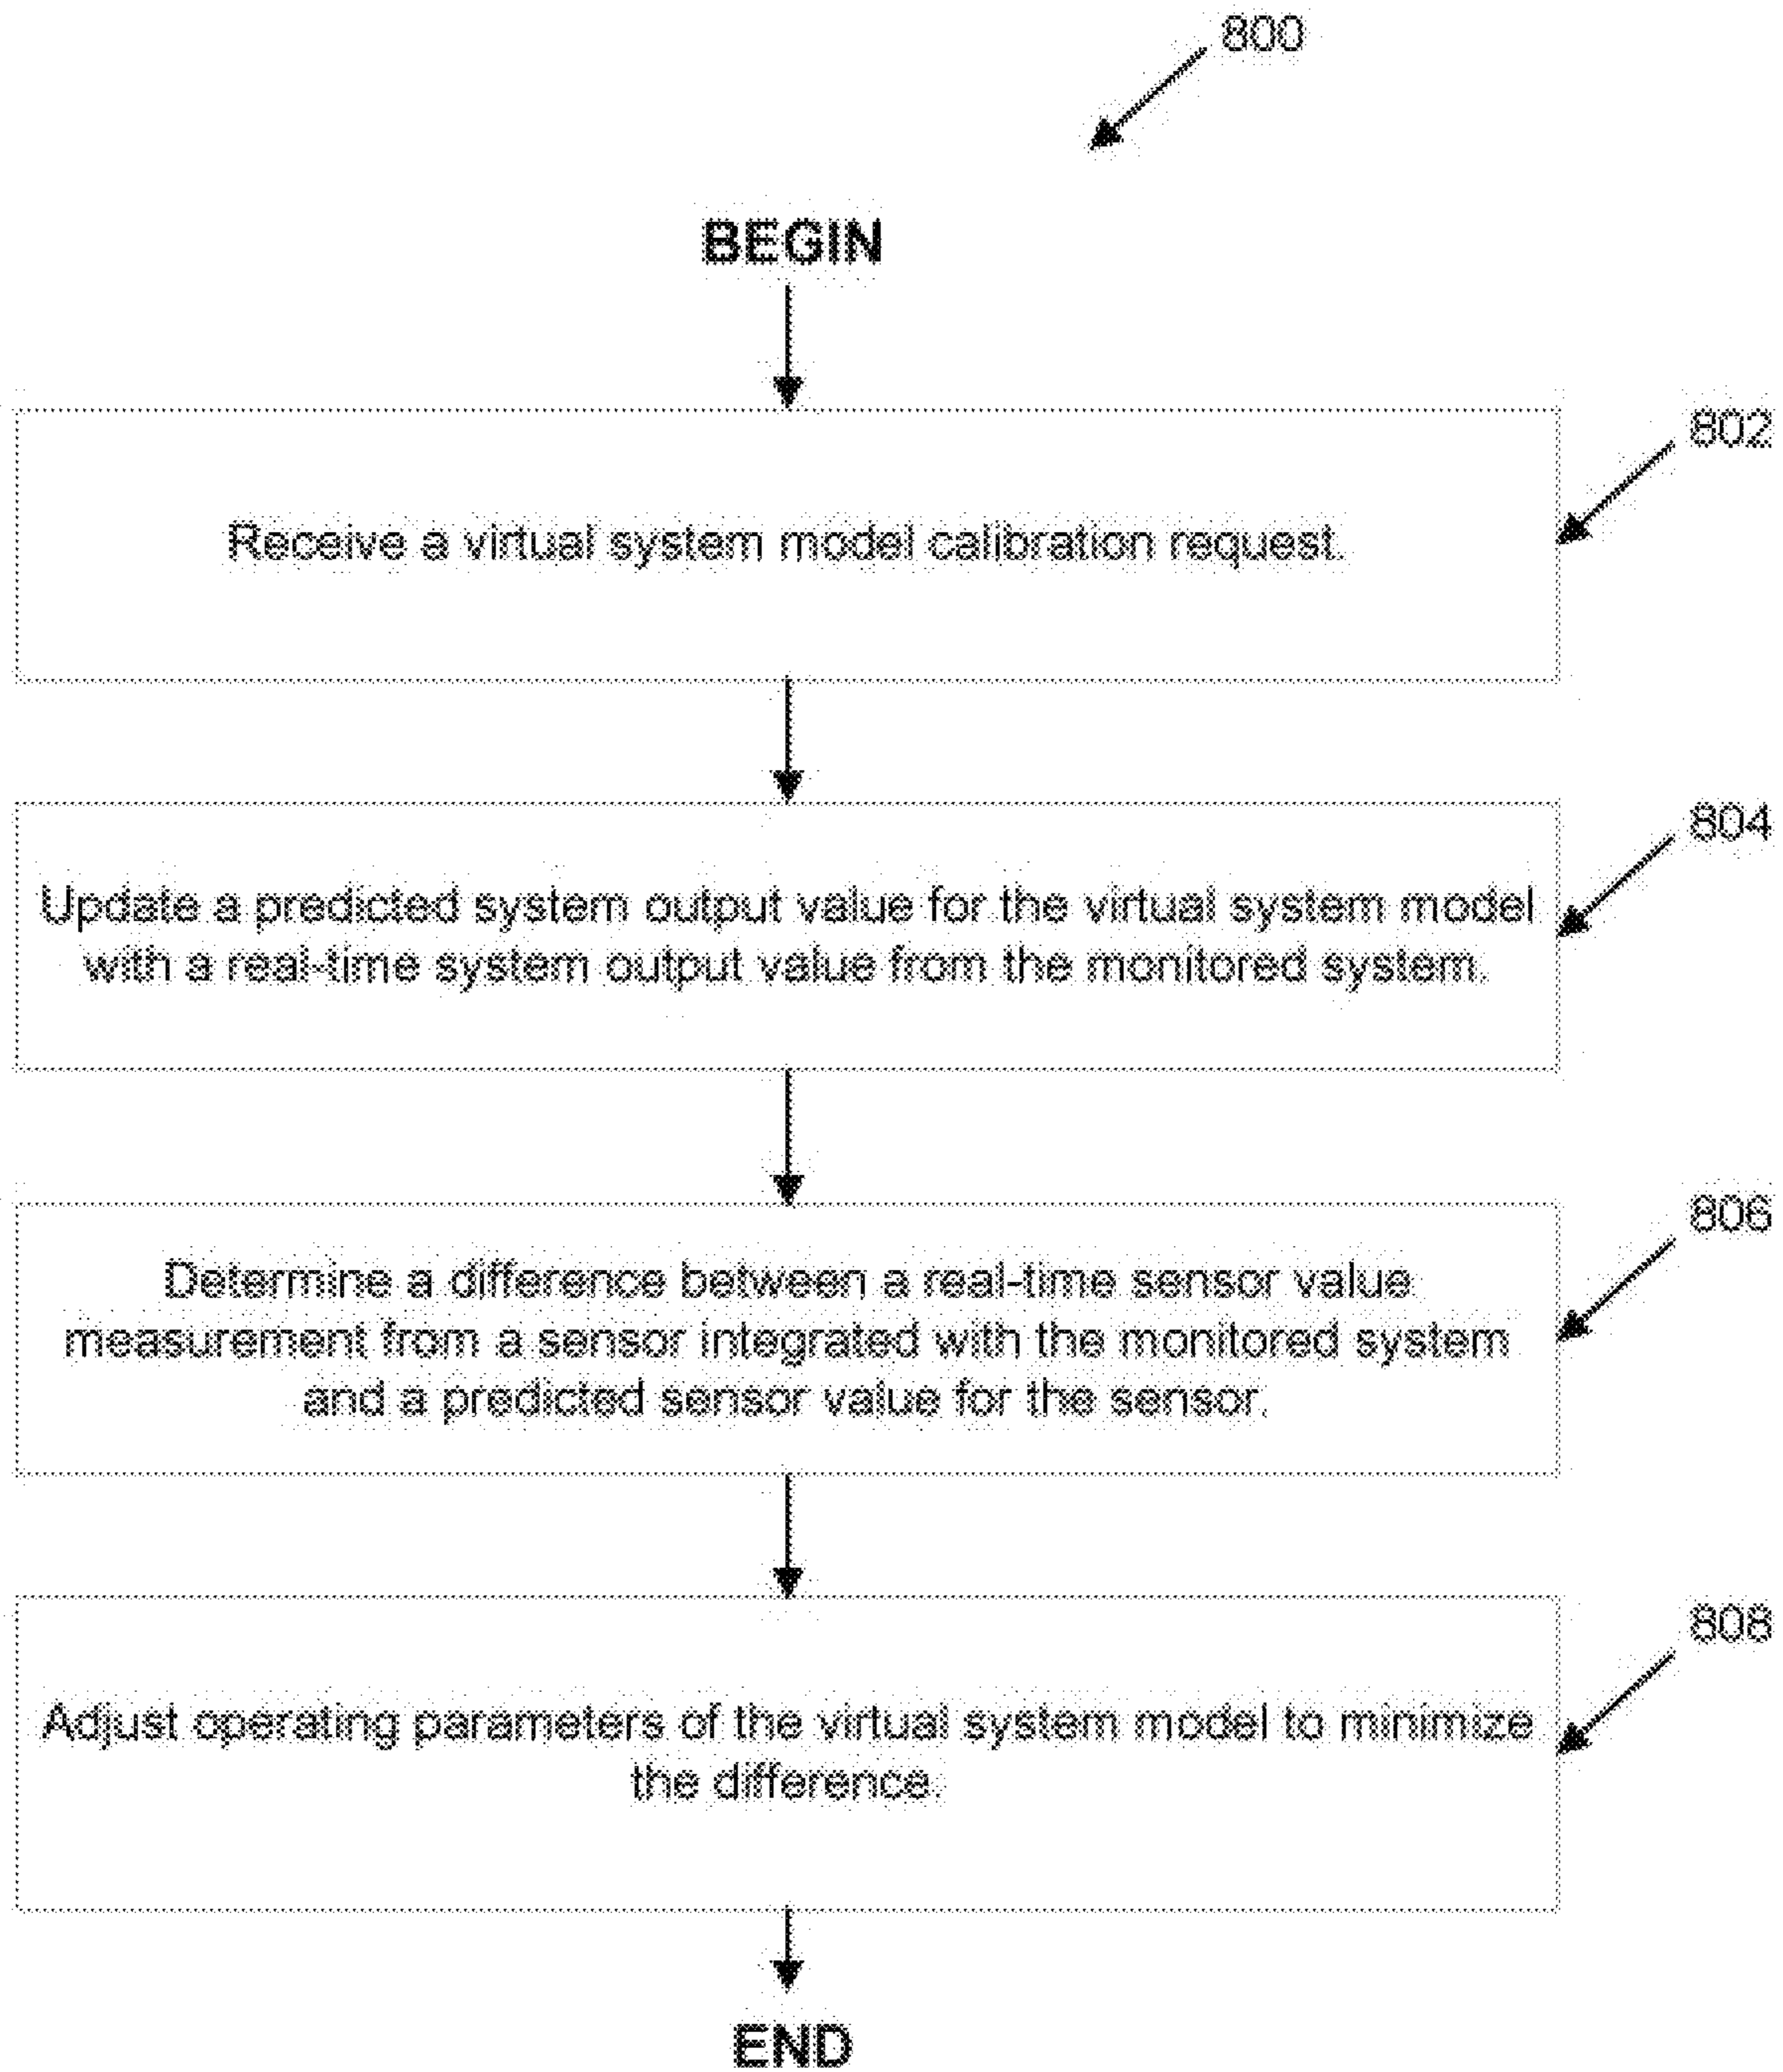 800
BEGIN
802
Receive a virtual system model calibration request.
804
Update a predicted system output value for the virtual system model
with a real-time system output value from the monitored system.
806
Determine a difference between a real-time sensor value
measurement from a sensor integrated with the monitored system
and a predicted sensor value for the sensor.
808
Adjust operating parameters of the virtual system model to minimize
the difference.
END